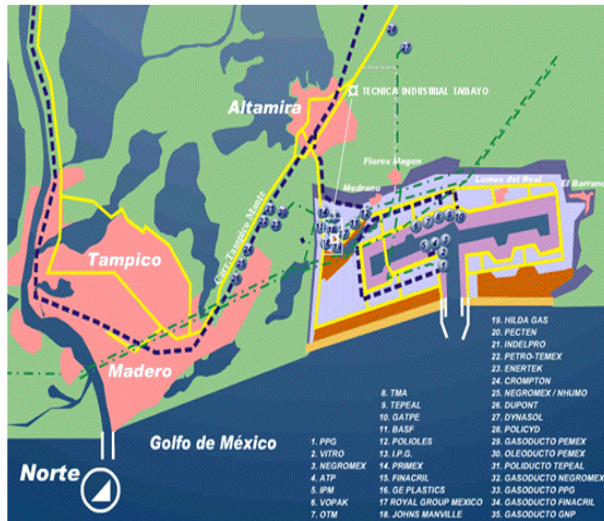 TECNICA INDUSTRIAL TAMAYO
Altamira
Flores Magon
Medrano
Lomas del Real
El Barranco
Carr. Tampico Mante
Tampico
Madero
Golfo de México
Norte
1. PPG
2. VITRO
3. NEGROMEX
4. ATP
5. IPM
6. VOPAK
7. OTM
8. TMA
9. TEPEAL
10. GATPE
11. BASF
12. POLIOLES
13. I.P.G.
14. PRIMEX
15. FINACRIL
16. GE PLASTICS
17 ROYAL GROUP MEXICO
18. JOHNS MANVILLE
19. HILDA GAS
20. PECTEN
21. INDELPRO
22. PETRO-TEMEX
23. ENERTEK
24. CROMPTON
25. NEGROMEX / NHUMO
26. DUPONT
27. DYNASOL
28. POLICYD
29. GASODUCTO PEMEX
30. OLEODUCTO PEMEX
31. POLIDUCTO TEPEAL
32. GASODUCTO NEGROMEX
33. GASODUCTO PPG
34. GASODUCTO FINACRIL
35. GASODUCTO GNP